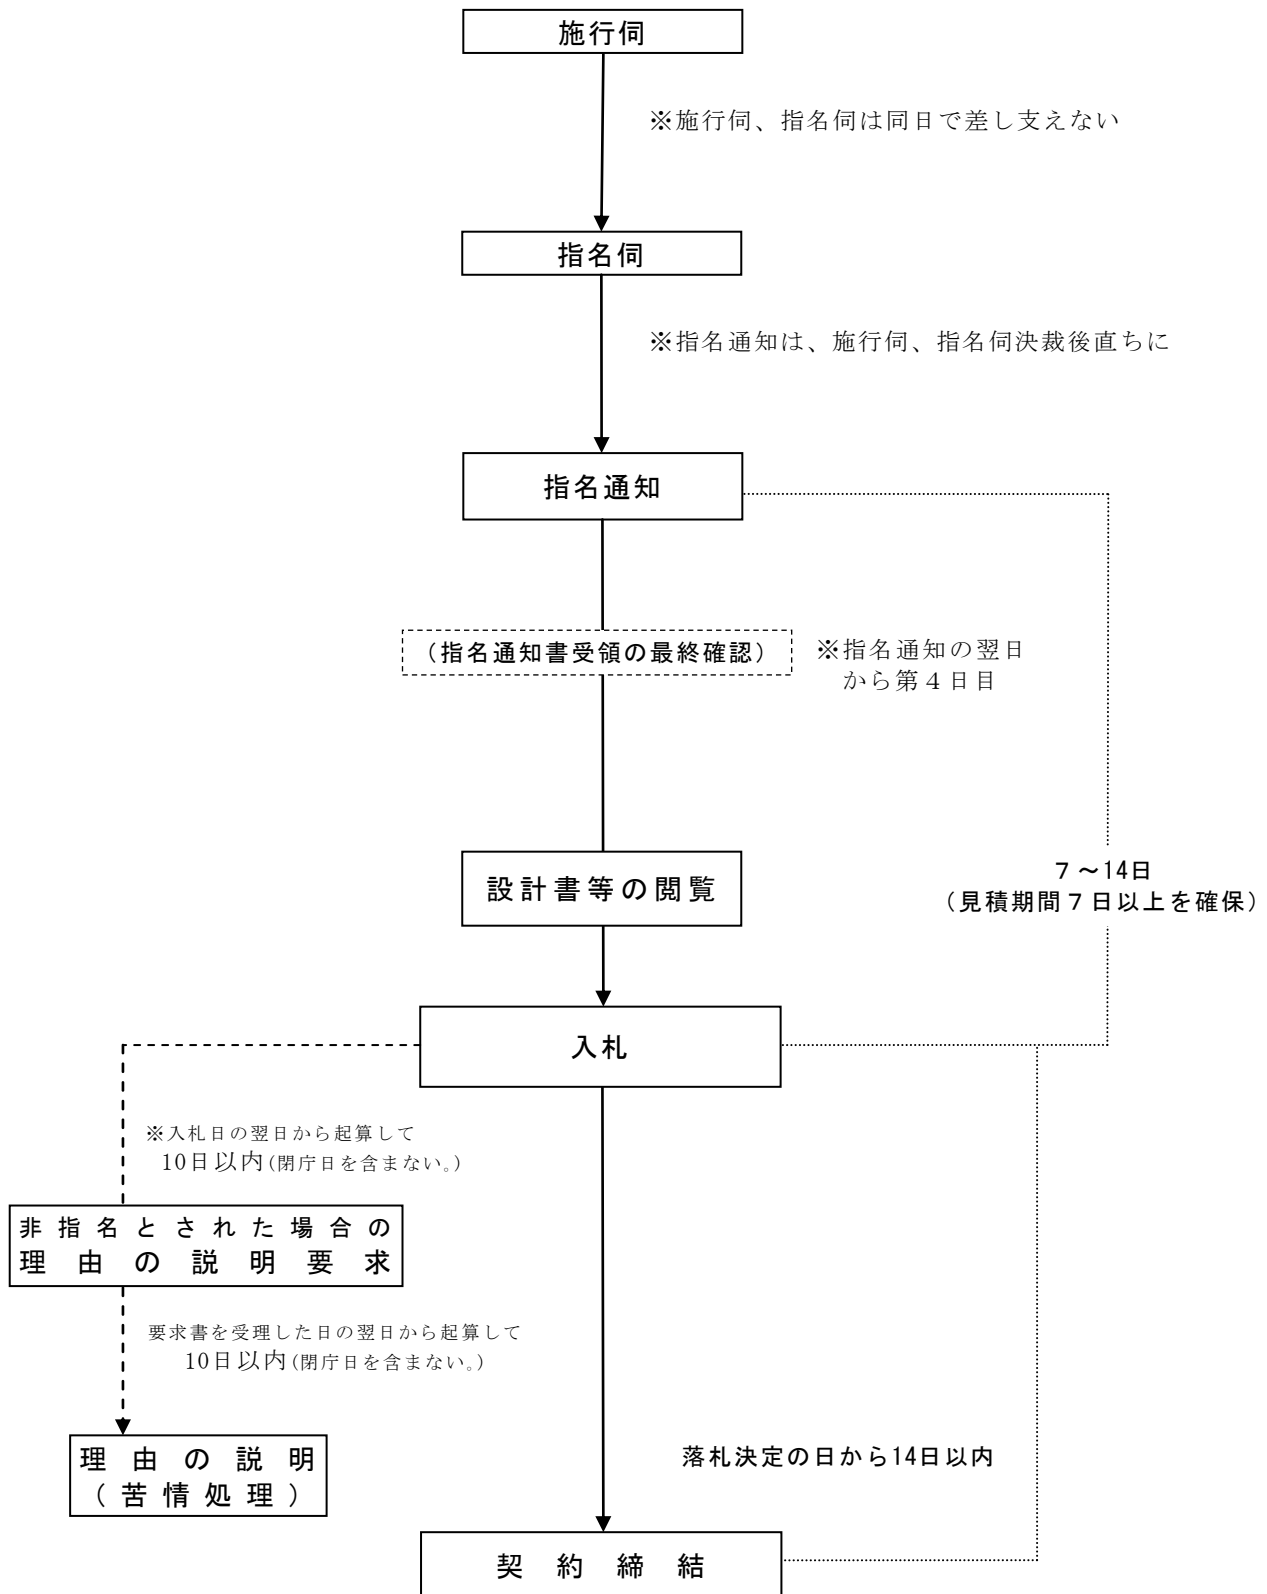 施行伺
※施行伺、指名伺は同日で差し支えない
指名伺
※指名通知は、施行伺、指名伺決裁後直ちに
指名通知
（指名通知書受領の最終確認）
※指名通知の翌日
から第４日目
設計書等の閲覧
７～14日
（見積期間７日以上を確保）
入札
※入札日の翌日から起算して
10日以内(閉庁日を含まない。)
非指名とされた場合の
理由の説明要求
要求書を受理した日の翌日から起算して
10日以内(閉庁日を含まない。)
理由の説明
（苦情処理）
落札決定の日から14日以内
契約締結